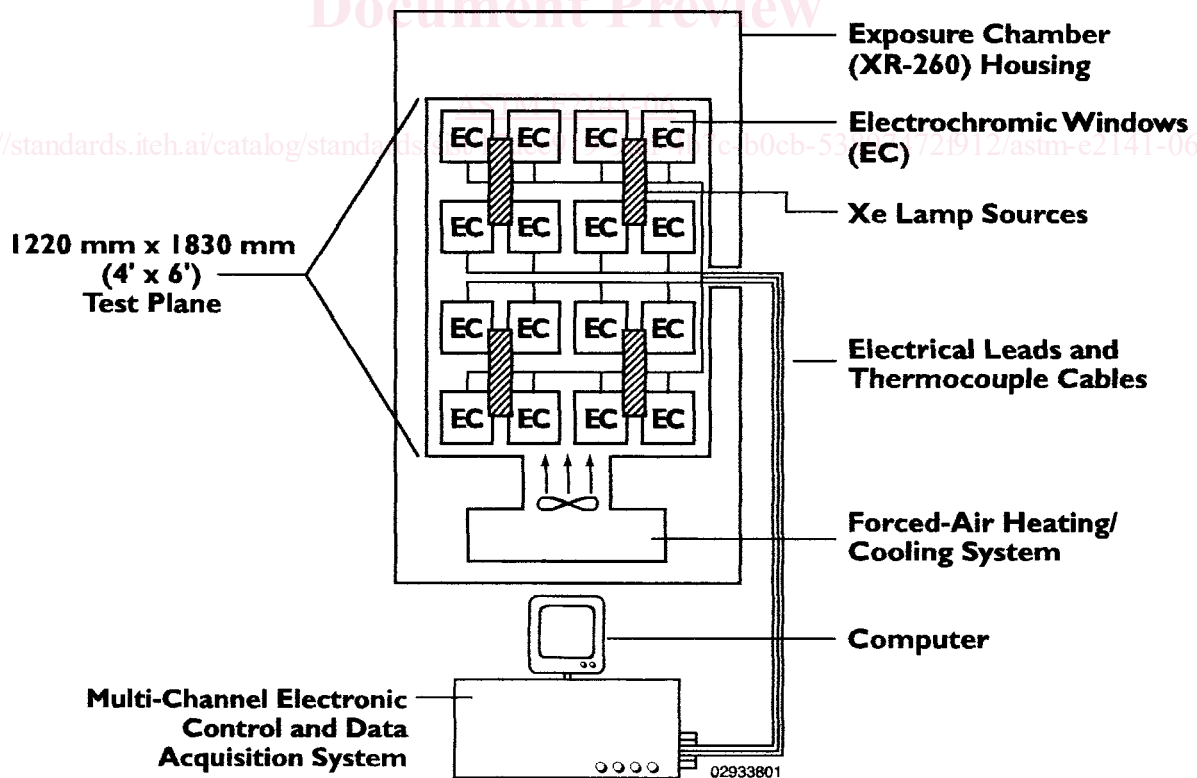 Document Preview
Exposure Chamber
(XR-260) Housing
ASTM E2141-06
Electrochromic Windows
(EC)
Xe Lamp Sources
EC EC EC EC
EC EC EC EC
1220 mm x 1830 mm
(4' x 6')
Test Plane
EC EC EC EC
EC EC EC EC
Electrical Leads and
Thermocouple Cables
Forced-Air Heating/
Cooling System
Computer
Multi-Channel Electronic
Control and Data
Acquisition System
02933801